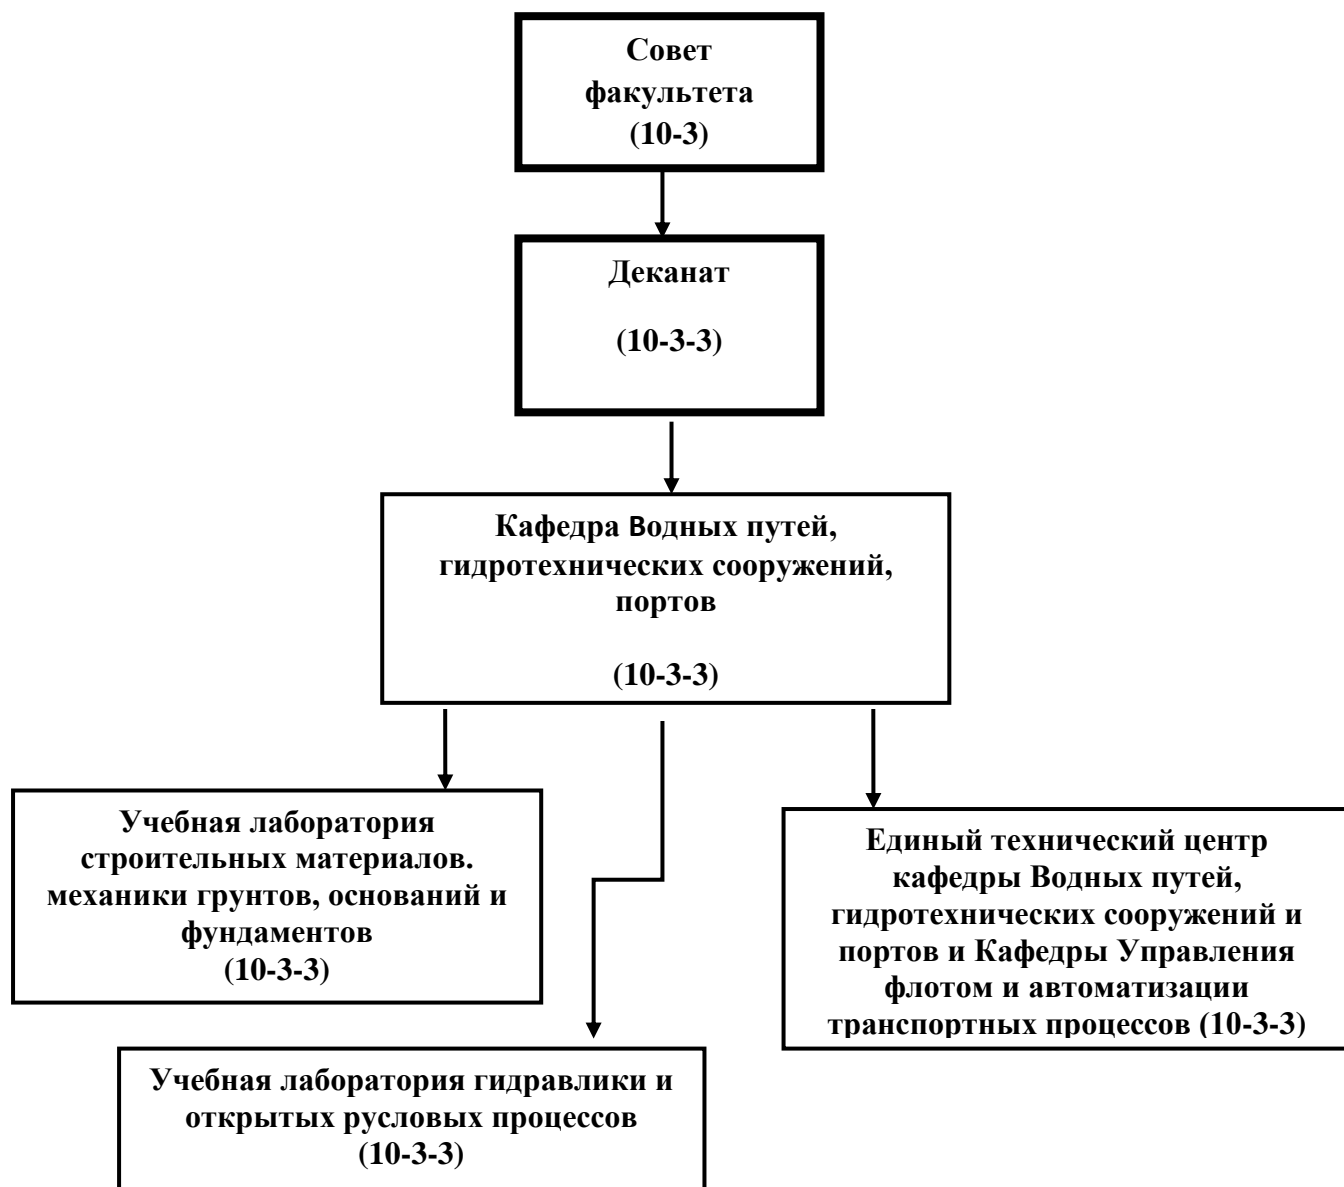 Совет
факультета
(10-3)
Деканат
(10-3-3)
Кафедра Водных путей,
гидротехнических сооружений,
портов
(10-3-3)
Учебная лаборатория
строительных материалов.
механики грунтов, оснований и
фундаментов
(10-3-3)
Единый технический центр
кафедры Водных путей,
гидротехнических сооружений и
портов и Кафедры Управления
флотом и автоматизации
транспортных процессов (10-3-3)
Учебная лаборатория гидравлики и
открытых русловых процессов
(10-3-3)